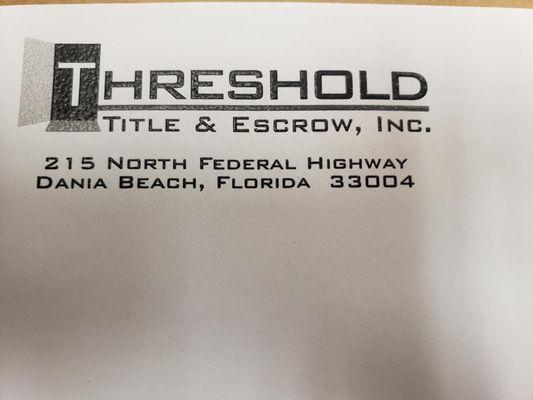 THRESHOLD
TITLE & ESCROW, INC.
215 NORTH FEDERAL HIGHWAY
DANIA BEACH, FLORIDA 33004